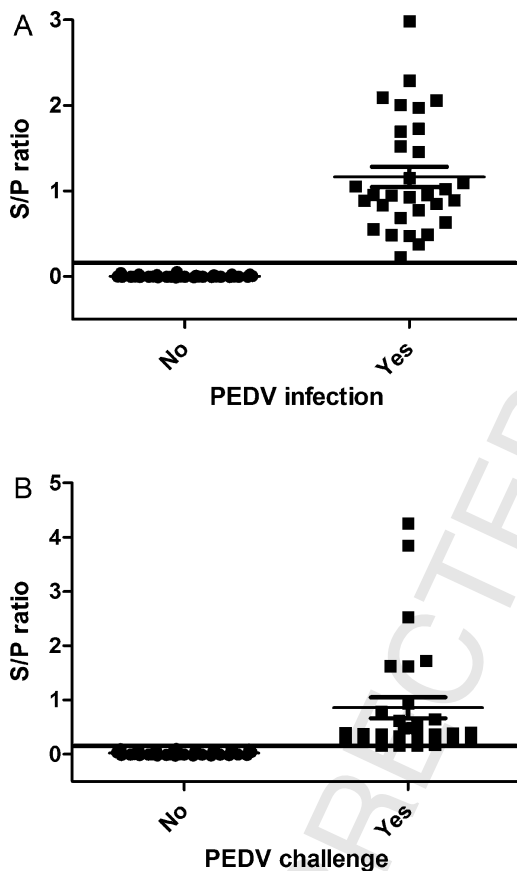 A
3
2
1
0
S/P ratio
No
Yes
PEDV infection
B
5
4
3
2
1
0
S/P ratio
No
Yes
PEDV challenge
RECTE